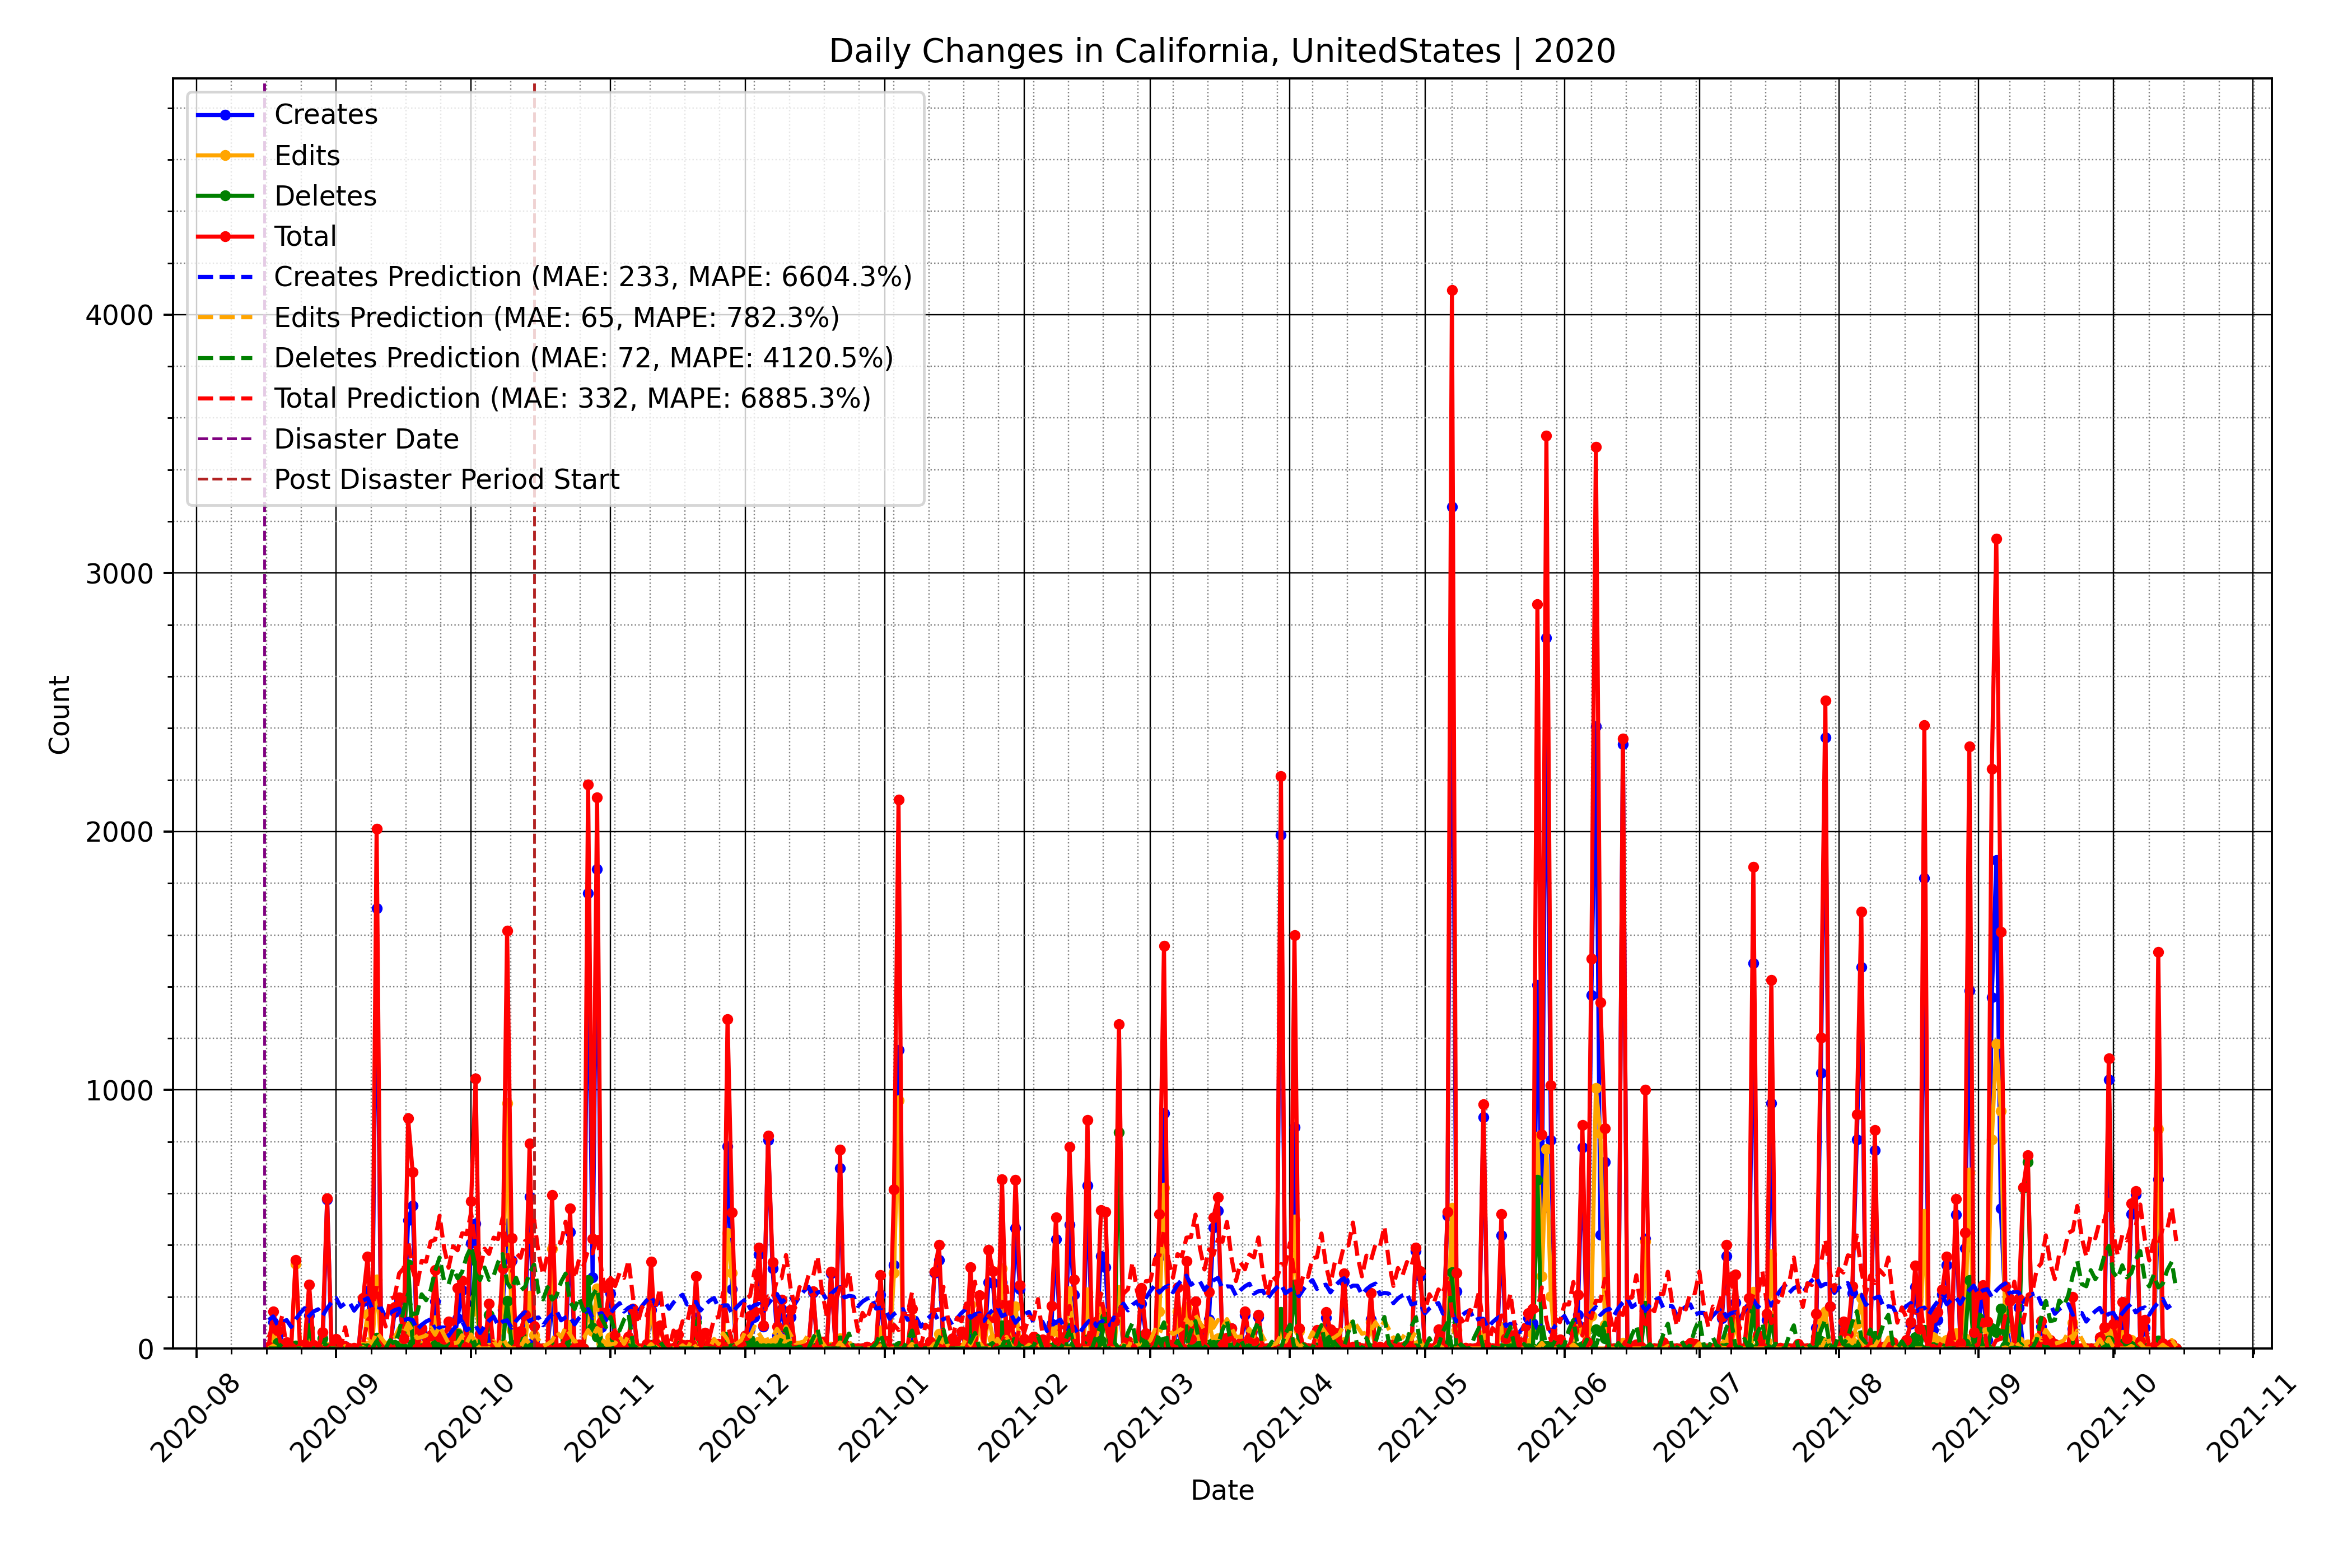 Daily Changes in California, UnitedStates | 2020
Creates
Edits
Deletes
Total
Creates Prediction (MAE: 233, MAPE: 6604.3%)
Edits Prediction (MAE: 65, MAPE: 782.3%)
Deletes Prediction (MAE: 72, MAPE: 4120.5%)
Total Prediction (MAE: 332, MAPE: 6885.3%)
Disaster Date
Post Disaster Period Start
Count
4000
3000
2000
1000
0
2020-08
2020-09
2020-10
2020-11
2020-12
2021-01
2021-02
2021-03
2021-04
2021-05
2021-06
2021-07
2021-08
2021-09
2021-10
2021-11
Date